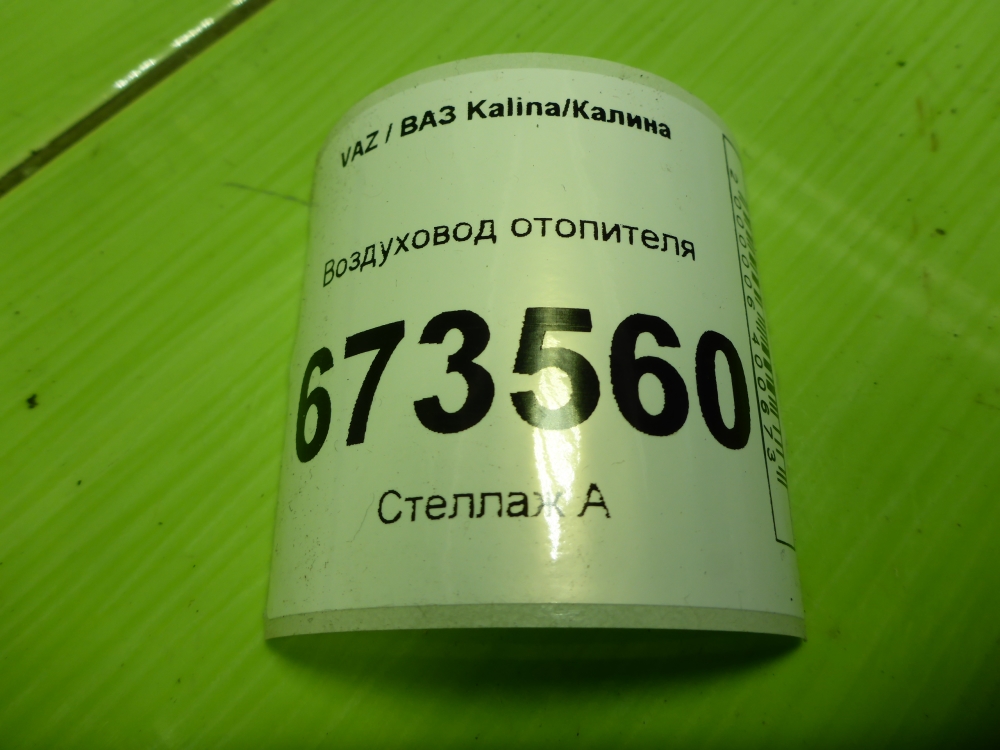 VAZ / ВАЗ Kalina/Калина
Воздуховод отопителя
673560
Стеллаж А